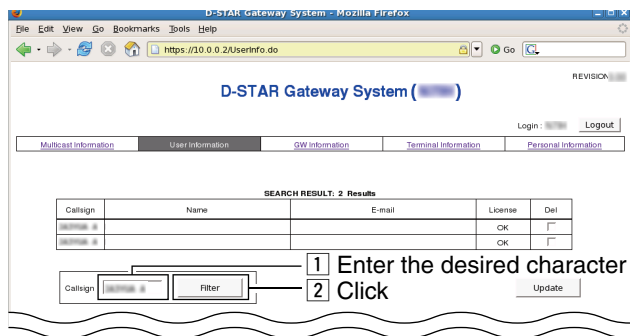 D-STAR Gateway System - Mozilla Firefox
File Edit View Go Bookmarks Tools Help
https://10.0.0.2/UserInfo.do Go G
REVISION
D-STAR Gateway System ( )
Login : Logout
Multicast Information User Information GW Information Terminal Information Personal Information
SEARCH RESULT: 2 Results
Callsign Name E-mail License Del
OK
OK
1 Enter the desired character
Callsign Filter 2 Click Update